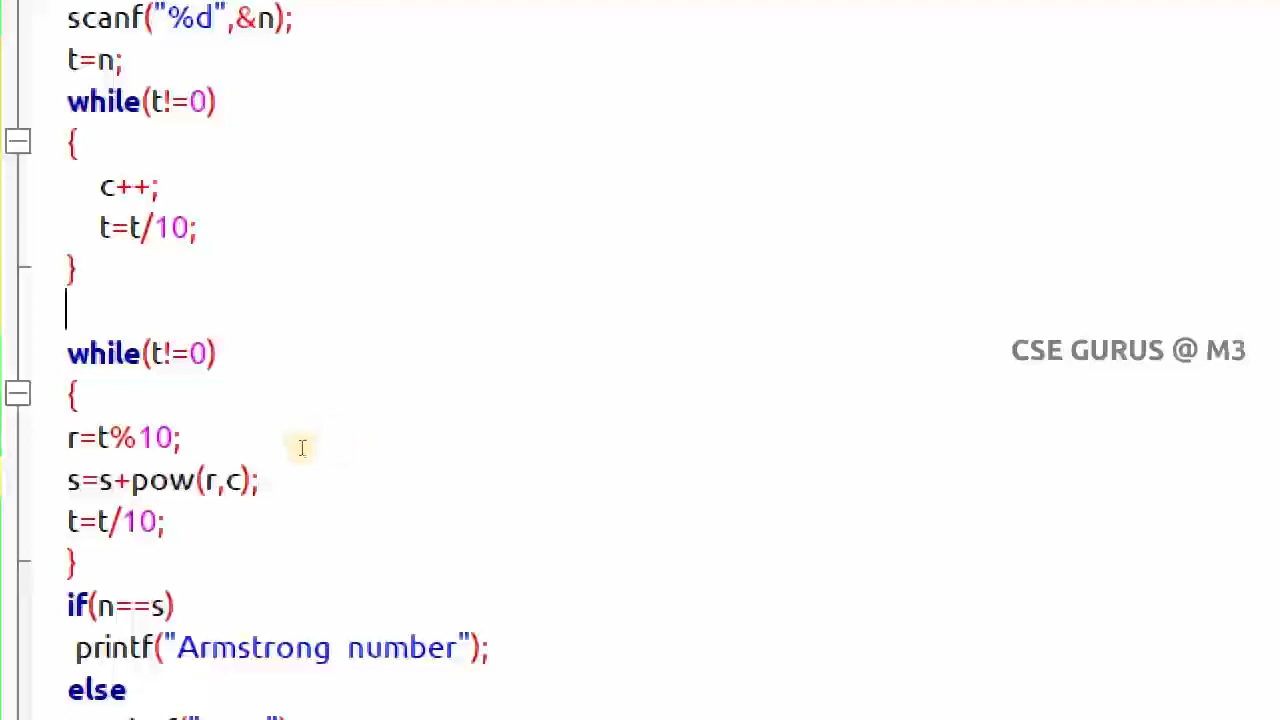 scanf("%d",&n);
t=n;
while(t!=0)
{
c++;
t=t/10;
}
while(t!=0)
CSE GURUS @ M3
{
r=t%10;
s=s+pow(r,c);
t=t/10;
}
if(n==s)
printf("Armstrong number");
else